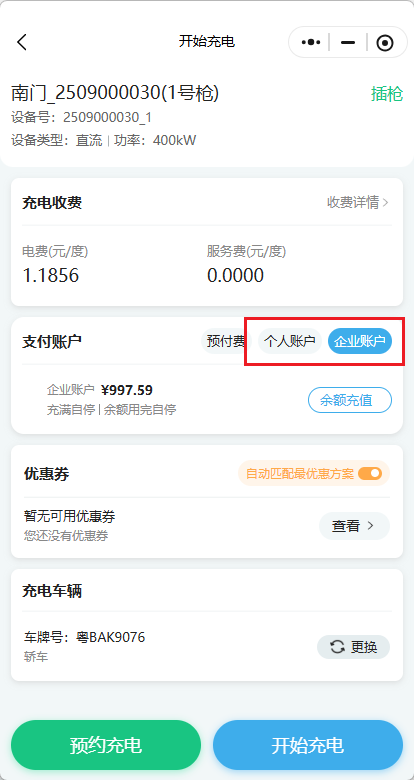 开始充电
南门_2509000030(1号枪)
插枪
设备号：2509000030_1
设备类型：直流 | 功率：400kW
充电收费
收费详情
电费(元/度)
服务费(元/度)
1.1856
0.0000
支付账户
预付费
个人账户
企业账户
企业账户 ¥997.59
充满自停 | 余额用完自停
余额充值
优惠券
自动匹配最优惠方案
暂无可用优惠券
您还没有优惠券
查看
充电车辆
车牌号：粤BAK9076
轿车
更换
预约充电
开始充电